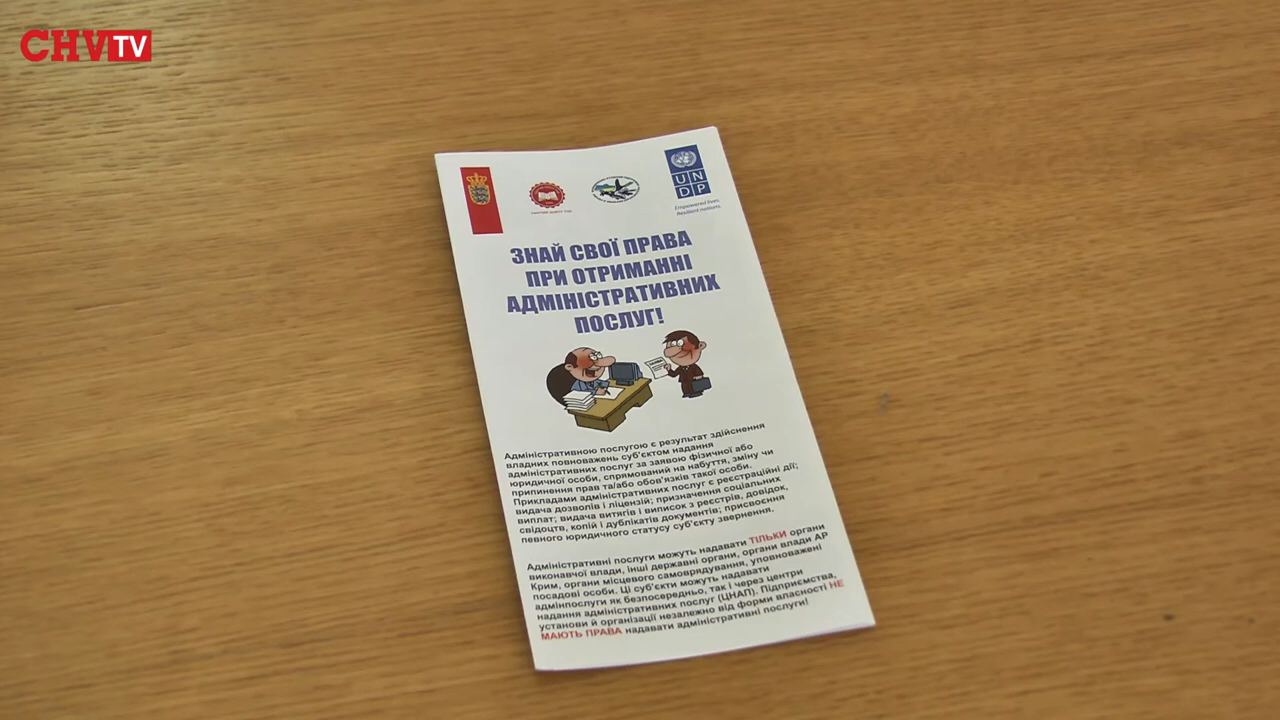 CHVTV
UN
DP
Empowered lives.
Resilient nations.
ЗНАЙ СВОЇ ПРАВА
ПРИ ОТРИМАННІ
АДМІНІСТРАТИВНИХ
ПОСЛУГ!
Адміністративною послугою є результат здійснення
владних повноважень суб'єктом надання
адміністративних послуг за заявою фізичної або
юридичної особи, спрямований на набуття, зміну чи
припинення прав та/або обов'язків такої особи.
Прикладами адміністративних послуг є реєстраційні дії;
видача дозволів і ліцензій; призначення соціальних
виплат; видача витягів і виписок з реєстрів, довідок,
свідоцтв, копій і дублікатів документів; присвоєння
певного юридичного статусу суб'єкту звернення.
Адміністративні послуги можуть надавати ТІЛЬКИ органи
виконавчої влади, інші державні органи, органи влади АР
Крим, органи місцевого самоврядування, уповноважені
посадові особи. Ці суб'єкти можуть надавати
адмінпослуги як безпосередньо, так і через центри
надання адміністративних послуг (ЦНАП). Підприємства,
установи й організації незалежно від форми власності НЕ
МАЮТЬ ПРАВА надавати адміністративні послуги!